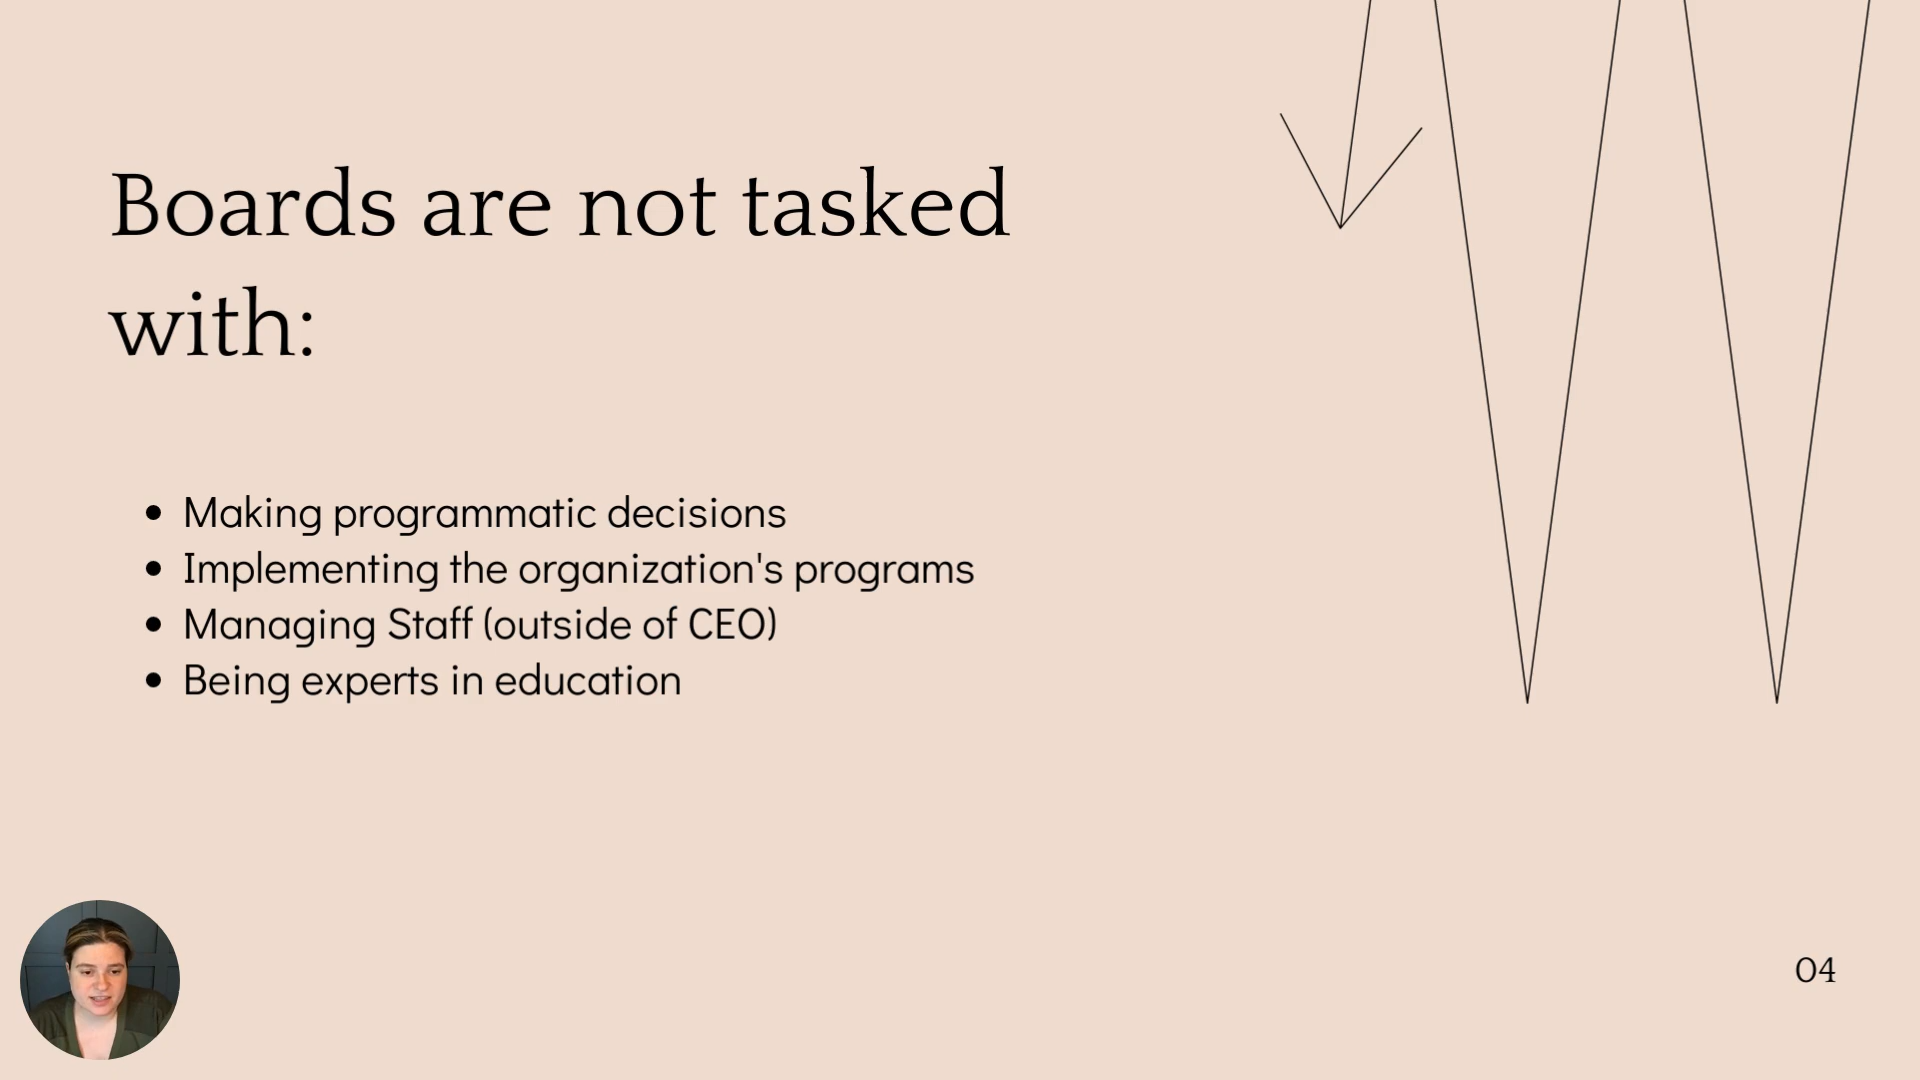 Boards are not tasked
with:
• Making programmatic decisions
• Implementing the organization's programs
• Managing Staff (outside of CEO)
• Being experts in education
04